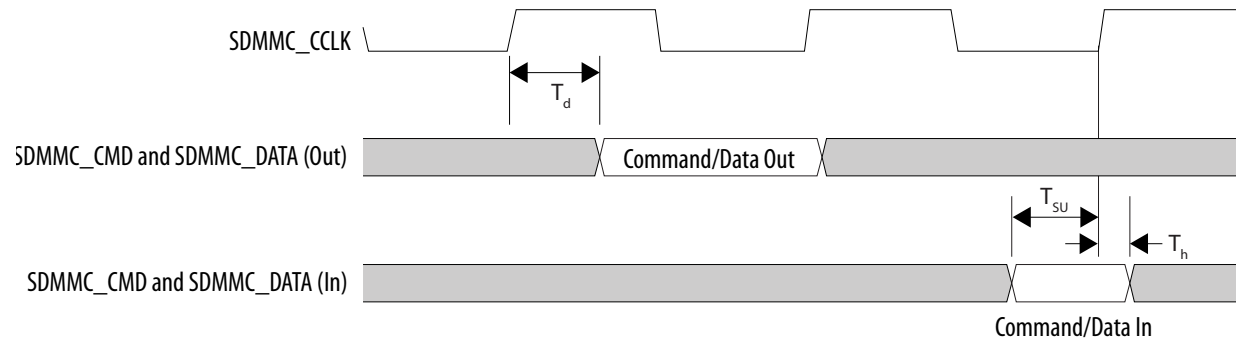 SDMMC_CCLK
Td
SDMMC_CMD and SDMMC_DATA (Out)
Command/Data Out
TSU
Th
SDMMC_CMD and SDMMC_DATA (In)
Command/Data In